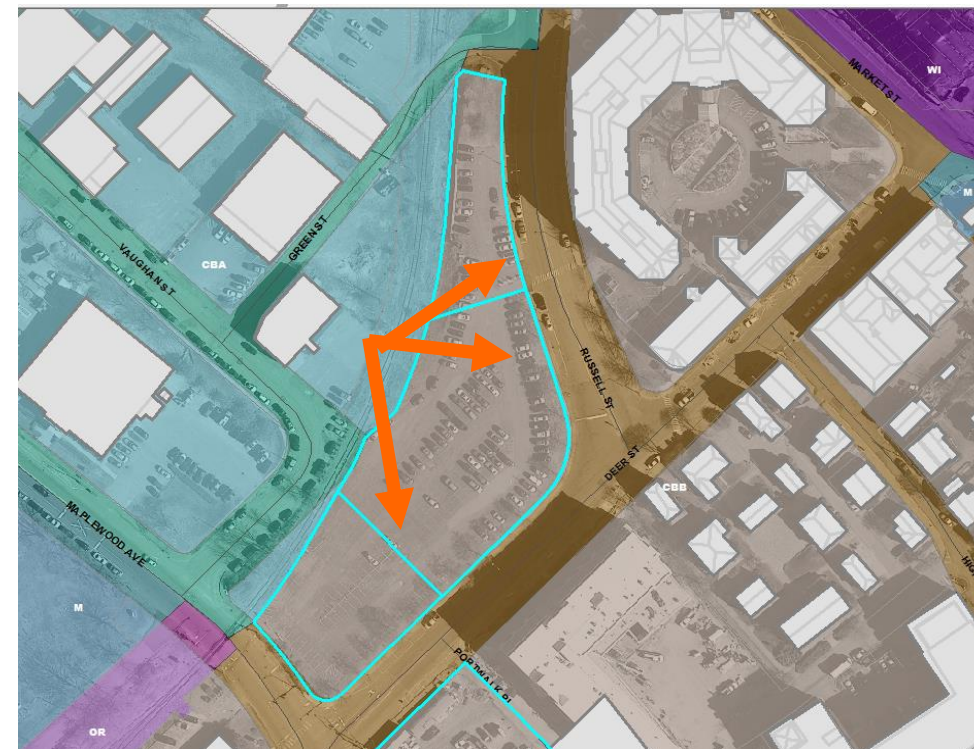 WI
MARKET ST
M
GREEN ST
VAUGHAN ST
CBA
RUSSELL ST
DEER ST
CBB
MAPLEWOOD AVE
M
PORTWALK PL
OR